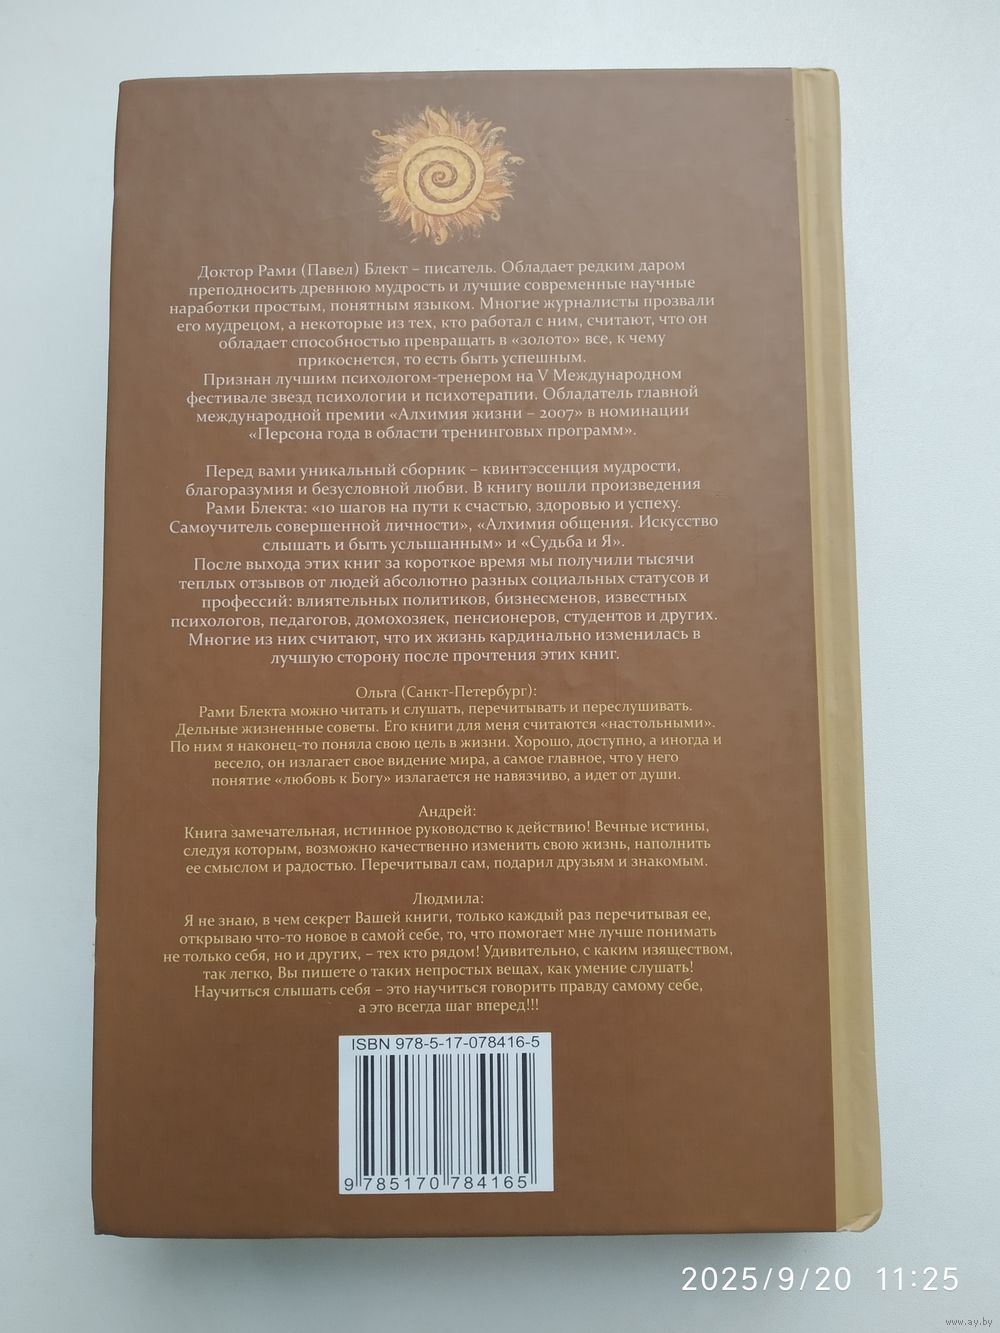 Доктор Рами (Павел) Блект – писатель. Обладает редким даром
преподносить древнюю мудрость и лучшие современные научные
наработки простым, понятным языком. Многие журналисты прозвали
его мудрецом, а некоторые из тех, кто работал с ним, считают, что он
обладает способностью превращать в «золото» все, к чему
прикоснется, то есть быть успешным.
Признан лучшим психологом-тренером на V Международном
фестивале звезд психологии и психотерапии. Обладатель главной
международной премии «Алхимия жизни – 2007» в номинации
«Персона года в области тренинговых программ».
Перед вами уникальный сборник – квинтэссенция мудрости,
благоразумия и безусловной любви. В книгу вошли произведения
Рами Блекта: «10 шагов на пути к счастью, здоровью и успеху.
Самоучитель совершенной личности», «Алхимия общения. Искусство
слышать и быть услышанным» и «Судьба и Я».
После выхода этих книг за короткое время мы получили тысячи
теплых отзывов от людей абсолютно разных социальных статусов и
профессий: влиятельных политиков, бизнесменов, известных
психологов, педагогов, домохозяек, пенсионеров, студентов и других.
Многие из них считают, что их жизнь кардинально изменилась в
лучшую сторону после прочтения этих книг.
Ольга (Санкт-Петербург):
Рами Блекта можно читать и слушать, перечитывать и переслушивать.
Дельные жизненные советы. Его книги для меня считаются «настольными».
По ним я наконец-то поняла свою цель в жизни. Хорошо, доступно, а иногда и
весело, он излагает свое видение мира, а самое главное, что у него
понятие «любовь к Богу» излагается не навязчиво, а идет от души.
Андрей:
Книга замечательная, истинное руководство к действию! Вечные истины,
следуя которым, возможно качественно изменить свою жизнь, наполнить
ее смыслом и радостью. Перечитывал сам, подарил друзьям и знакомым.
Людмила:
Я не знаю, в чем секрет Вашей книги, только каждый раз перечитывая ее,
открываю что-то новое в самой себе, то, что помогает мне лучше понимать
не только себя, но и других, – тех кто рядом! Удивительно, с каким изяществом,
так легко, Вы пишете о таких непростых вещах, как умение слушать!
Научиться слышать себя – это научиться говорить правду самому себе,
а это всегда шаг вперед!!!
ISBN 978-5-17-078416-5
9 785170 784165
2025/9/20 11:25
www.ay.by